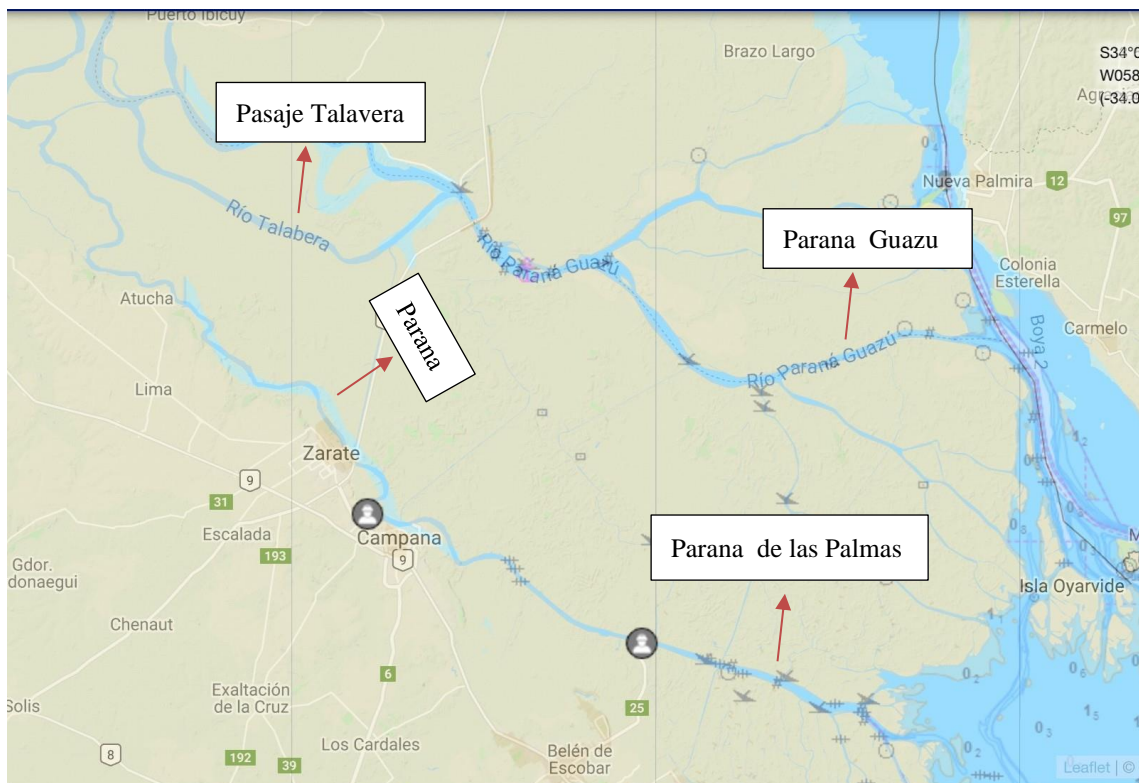 Puerto Ibicuy
Brazo Largo
S34°0
W058
(-34.0
Pasaje Talavera
Nueva Palmira
12
97
Río Talabera
Río Paraná Guazú
Parana Guazu
Colonia
Esterella
Atucha
Parana
Boya 2
Carmelo
Río Paraná Guazú
Lima
Zarate
9
31
Escalada
193
Campana
9
Parana de las Palmas
Gdor.
donaegui
Isla Oyarvide
Chenaut
6
Exaltación
de la Cruz
Solis
25
Los Cardales
Belén de
Escobar
8
192
39
Leaflet | ©